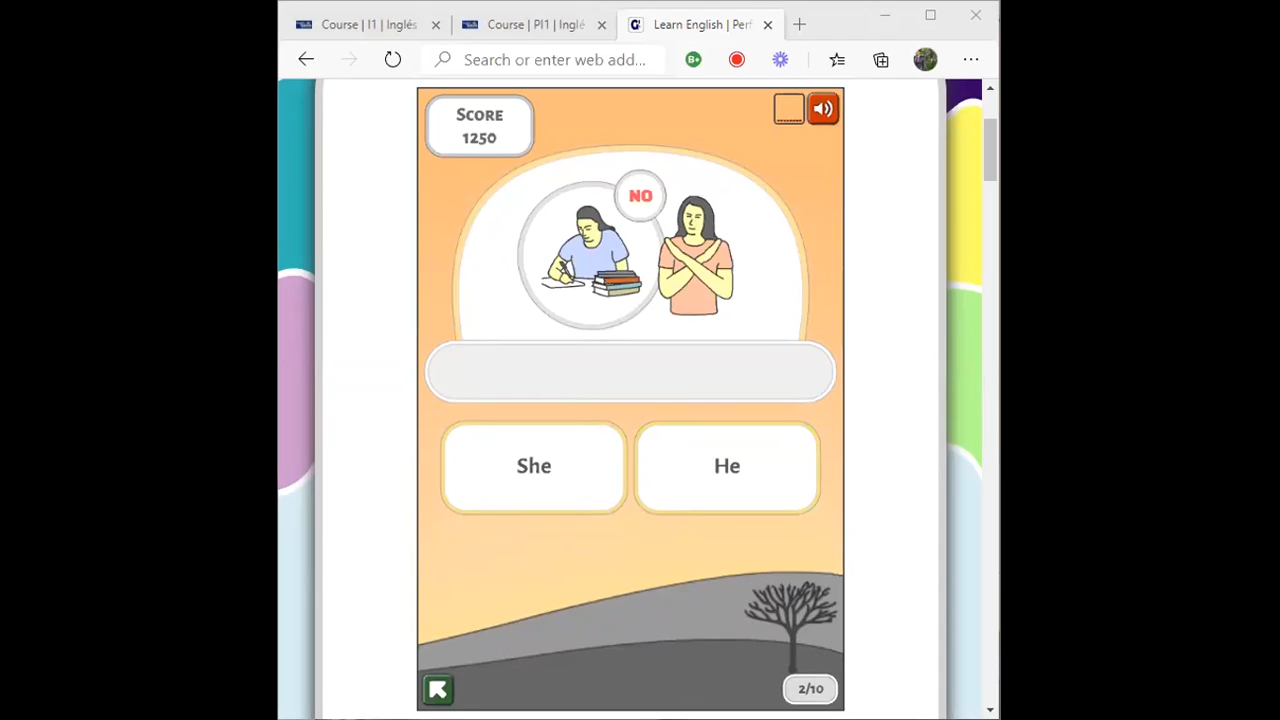 Course | I1 | Inglés
Course | PI1 | Inglé
Learn English | Perf
Search or enter web add...
B+
SCORE
1250
NO
She
He
2/10